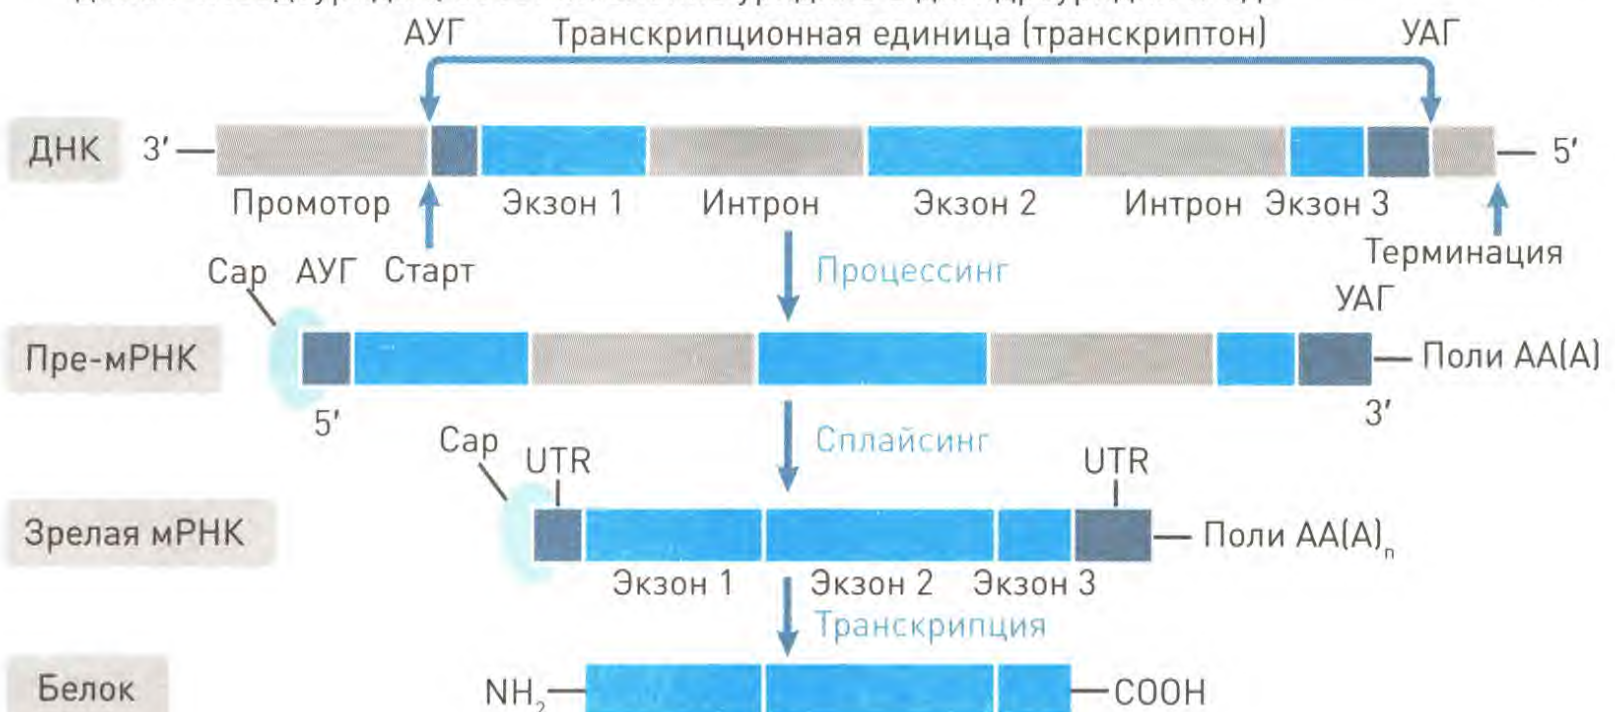 АУГ Транскрипционная единица (транскриптон) УАГ
ДНК 3' 5'
Промотор Экзон 1 Интрон Экзон 2 Интрон Экзон 3
Сар АУГ Старт Процессинг Терминация
УАГ
Пре-мРНК Поли АА(А)
5' 3'
Сар UTR Сплайсинг UTR
Зрелая мРНК Поли АА(А)n
Экзон 1 Экзон 2 Экзон 3
Транскрипция
Белок NH2 COOH